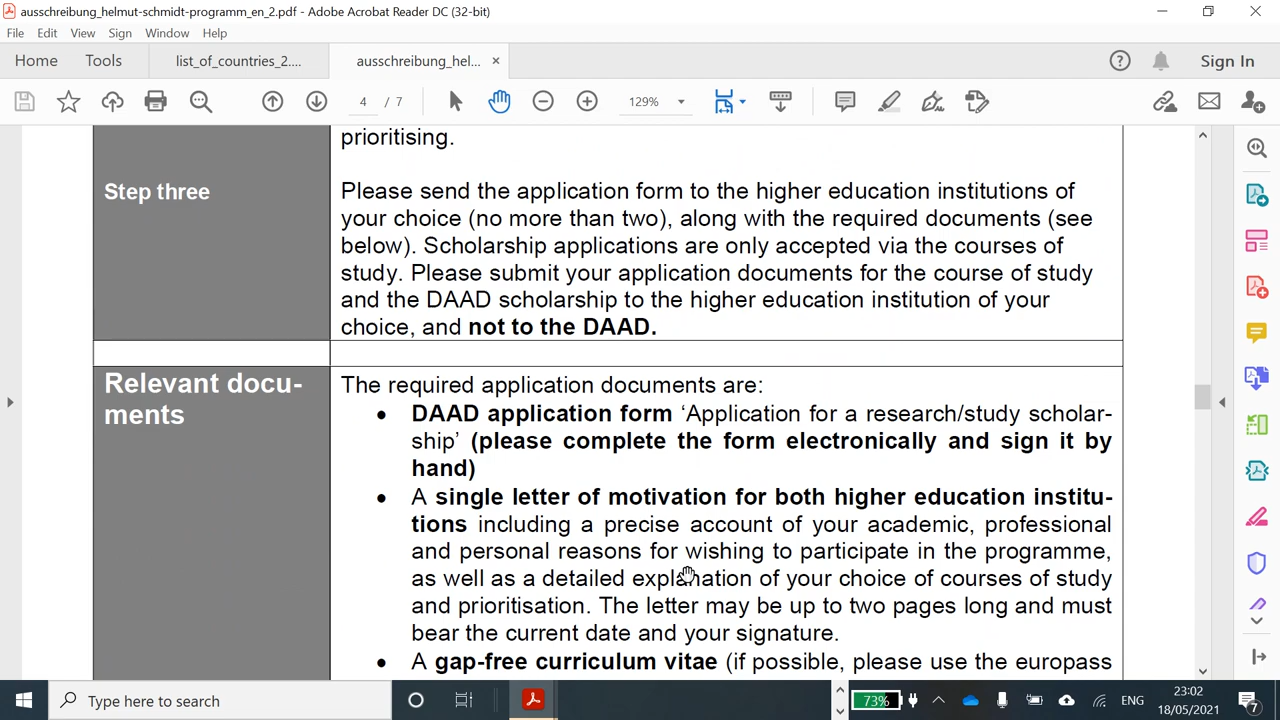 ausschreibung_helmut-schmidt-programm_en_2.pdf - Adobe Acrobat Reader DC (32-bit)
File Edit View Sign Window Help
Home Tools list_of_countries_2.... ausschreibung_hel... × Sign In
4 / 7 129%
prioritising.
Step three
Please send the application form to the higher education institutions of
your choice (no more than two), along with the required documents (see
below). Scholarship applications are only accepted via the courses of
study. Please submit your application documents for the course of study
and the DAAD scholarship to the higher education institution of your
choice, and not to the DAAD.
Relevant docu-
ments
The required application documents are:
• DAAD application form ‘Application for a research/study scholar-
ship’ (please complete the form electronically and sign it by
hand)
• A single letter of motivation for both higher education institu-
tions including a precise account of your academic, professional
and personal reasons for wishing to participate in the programme,
as well as a detailed explanation of your choice of courses of study
and prioritisation. The letter may be up to two pages long and must
bear the current date and your signature.
• A gap-free curriculum vitae (if possible, please use the europass
Type here to search
73%
ENG
23:02
18/05/2021
7